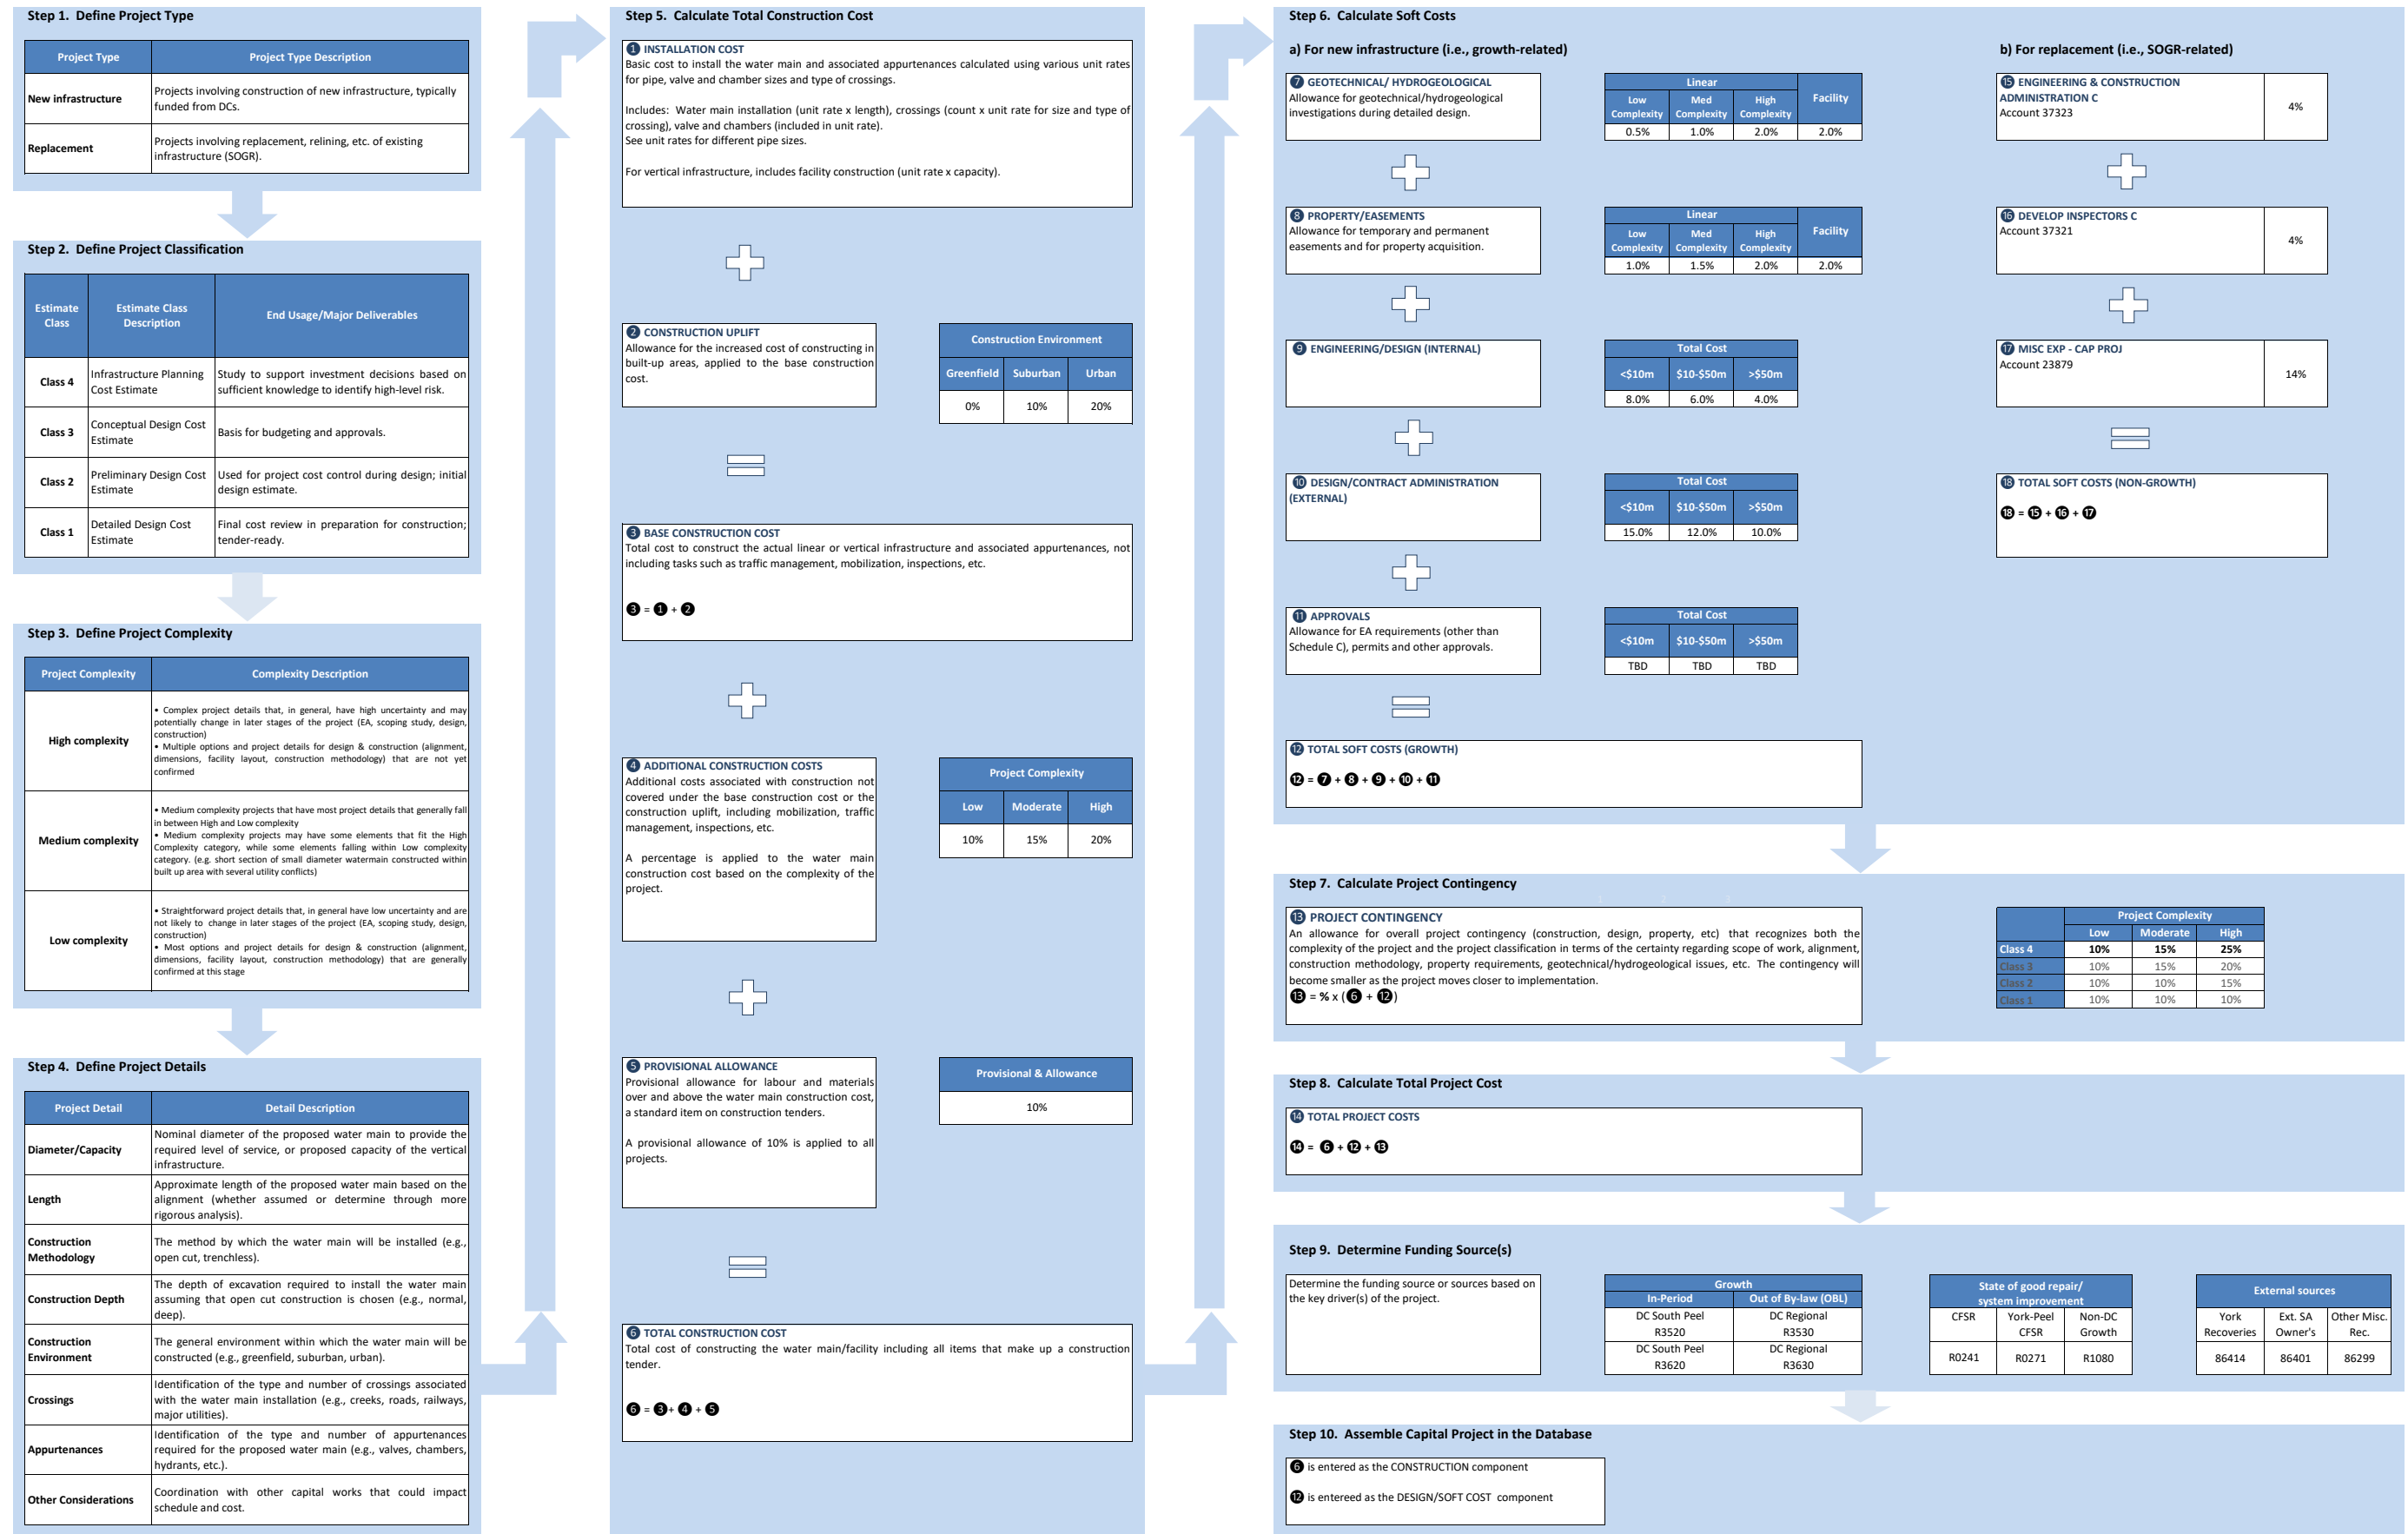 Step 1.  Define Project Type
Project Type
Project Type Description
New infrastructure
Projects involving construction of new infrastructure, typically
funded from DCs.
Replacement
Projects involving replacement, relining, etc. of existing
infrastructure (SOGR).
Step 2.  Define Project Classification
Estimate
Class
Estimate Class
Description
End Usage/Major Deliverables
Class 4
Infrastructure Planning
Cost Estimate
Study to support investment decisions based on
sufficient knowledge to identify high-level risk.
Class 3
Conceptual Design Cost
Estimate
Basis for budgeting and approvals.
Class 2
Preliminary Design Cost
Estimate
Used for project cost control during design; initial
design estimate.
Class 1
Detailed Design Cost
Estimate
Final cost review in preparation for construction;
tender-ready.
Step 3.  Define Project Complexity
Project Complexity
Complexity Description
High complexity
• Complex project details that, in general, have high uncertainty and may
potentially change in later stages of the project (EA, scoping study, design,
construction)
• Multiple options and project details for design & construction (alignment,
dimensions, facility layout, construction methodology) that are not yet
confirmed
Medium complexity
• Medium complexity projects that have most project details that generally fall
in between High and Low complexity
• Medium complexity projects may have some elements that fit the High
Complexity category, while some elements falling within Low complexity
category. (e.g. short section of small diameter watermain constructed within
built up area with several utility conflicts)
Low complexity
• Straightforward project details that, in general have low uncertainty and are
not likely to  change in later stages of the project (EA, scoping study, design,
construction)
• Most options and project details for design & construction (alignment,
dimensions, facility layout, construction methodology) that are generally
confirmed at this stage
Step 4.  Define Project Details
Project Detail
Detail Description
Diameter/Capacity
Nominal diameter of the proposed water main to provide the
required level of service, or proposed capacity of the vertical
infrastructure.
Length
Approximate length of the proposed water main based on the
alignment (whether assumed or determine through more
rigorous analysis).
Construction
Methodology
The method by which the water main will be installed (e.g.,
open cut, trenchless).
Construction Depth
The depth of excavation required to install the water main
assuming that open cut construction is chosen (e.g., normal,
deep).
Construction
Environment
The general environment within which the water main will be
constructed (e.g., greenfield, suburban, urban).
Crossings
Identification of the type and number of crossings associated
with the water main installation (e.g., creeks, roads, railways,
major utilities).
Appurtenances
Identification of the type and number of appurtenances
required for the proposed water main (e.g., valves, chambers,
hydrants, etc.).
Other Considerations
Coordination with other capital works that could impact
schedule and cost.
Step 5.  Calculate Total Construction Cost
❶ INSTALLATION COST
Basic cost to install the water main and associated appurtenances calculated using various unit rates
for pipe, valve and chamber sizes and type of crossings.
Includes:  Water main installation (unit rate x length), crossings (count x unit rate for size and type of
crossing), valve and chambers (included in unit rate).
See unit rates for different pipe sizes.
For vertical infrastructure, includes facility construction (unit rate x capacity).
❷ CONSTRUCTION UPLIFT
Allowance for the increased cost of constructing in
built-up areas, applied to the base construction
cost.
Construction Environment
Greenfield Suburban Urban
0% 10% 20%
❸ BASE CONSTRUCTION COST
Total cost to construct the actual linear or vertical infrastructure and associated appurtenances, not
including tasks such as traffic management, mobilization, inspections, etc.
❸ = ❶ + ❷
❹ ADDITIONAL CONSTRUCTION COSTS
Additional costs associated with construction not
covered under the base construction cost or the
construction uplift, including mobilization, traffic
management, inspections, etc.
A percentage is applied to the water main
construction cost based on the complexity of the
project.
Project Complexity
Low Moderate High
10% 15% 20%
❺ PROVISIONAL ALLOWANCE
Provisional allowance for labour and materials
over and above the water main construction cost,
a standard item on construction tenders.
A provisional allowance of 10% is applied to all
projects.
Provisional & Allowance
10%
❻ TOTAL CONSTRUCTION COST
Total cost of constructing the water main/facility including all items that make up a construction
tender.
❻ = ❸+ ❹ + ❺
Step 6.  Calculate Soft Costs
a) For new infrastructure (i.e., growth-related)
❼ GEOTECHNICAL/ HYDROGEOLOGICAL
Allowance for geotechnical/hydrogeological
investigations during detailed design.
Linear
Facility
Low
Complexity
Med
Complexity
High
Complexity
0.5% 1.0% 2.0% 2.0%
❽ PROPERTY/EASEMENTS
Allowance for temporary and permanent
easements and for property acquisition.
Linear
Facility
Low
Complexity
Med
Complexity
High
Complexity
1.0% 1.5% 2.0% 2.0%
❾ ENGINEERING/DESIGN (INTERNAL)
Total Cost
<$10m $10-$50m >$50m
8.0% 6.0% 4.0%
❿ DESIGN/CONTRACT ADMINISTRATION
(EXTERNAL)
Total Cost
<$10m $10-$50m >$50m
15.0% 12.0% 10.0%
⓫ APPROVALS
Allowance for EA requirements (other than
Schedule C), permits and other approvals.
Total Cost
<$10m $10-$50m >$50m
TBD TBD TBD
⓬ TOTAL SOFT COSTS (GROWTH)
⓬ = ❼ + ❽ + ❾ + ❿ + ⓫
b) For replacement (i.e., SOGR-related)
⓯ ENGINEERING & CONSTRUCTION
ADMINISTRATION C
Account 37323
4%
⓰ DEVELOP INSPECTORS C
Account 37321
4%
⓱ MISC EXP - CAP PROJ
Account 23879
14%
⓲ TOTAL SOFT COSTS (NON-GROWTH)
⓲ = ⓯ + ⓰ + ⓱
Step 7.  Calculate Project Contingency
⓭ PROJECT CONTINGENCY
An allowance for overall project contingency (construction, design, property, etc)  that recognizes both the
complexity of the project and the project classification in terms of the certainty regarding scope of work, alignment,
construction methodology, property requirements, geotechnical/hydrogeological issues, etc.  The contingency will
become smaller as the project moves closer to implementation.
⓭ = % x (❻ + ⓬)
Project Complexity
Low Moderate High
Class 4 10% 15% 25%
Class 3 10% 15% 20%
Class 2 10% 10% 15%
Class 1 10% 10% 10%
Step 8.  Calculate Total Project Cost
⓮ TOTAL PROJECT COSTS
⓮ = ❻ + ⓬ + ⓭
Step 9.  Determine Funding Source(s)
Determine the funding source or sources based on
the key driver(s) of the project.
Growth
In-Period Out of By-law (OBL)
DC South Peel
R3520
DC Regional
R3530
DC South Peel
R3620
DC Regional
R3630
State of good repair/
system improvement
CFSR
York-Peel
CFSR
Non-DC
Growth
R0241 R0271 R1080
External sources
York
Recoveries
Ext. SA
Owner's
Other Misc.
Rec.
86414 86401 86299
Step 10.  Assemble Capital Project in the Database
❻ is entered as the CONSTRUCTION component
⓬ is entereed as the DESIGN/SOFT COST  component